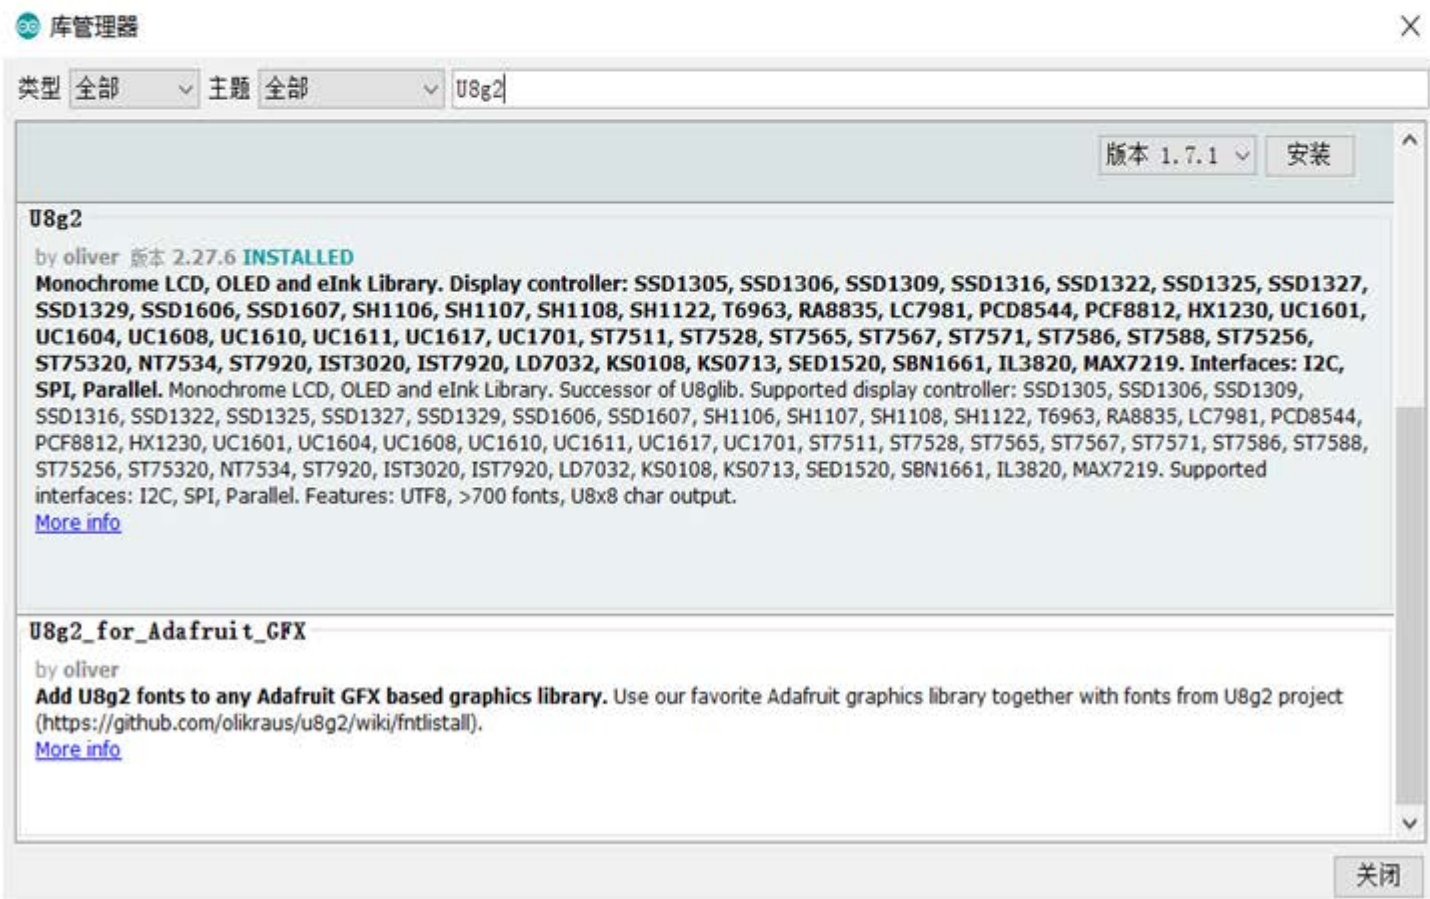 库管理器
类型 全部 主题 全部 U8g2
版本 1.7.1 安装
U8g2
by oliver 版本 2.27.6 INSTALLED
Monochrome LCD, OLED and eInk Library. Display controller: SSD1305, SSD1306, SSD1309, SSD1316, SSD1322, SSD1325, SSD1327,
SSD1329, SSD1606, SSD1607, SH1106, SH1107, SH1108, SH1122, T6963, RA8835, LC7981, PCD8544, PCF8812, HX1230, UC1601,
UC1604, UC1608, UC1610, UC1611, UC1617, UC1701, ST7511, ST7528, ST7565, ST7567, ST7571, ST7586, ST7588, ST75256,
ST75320, NT7534, ST7920, IST3020, IST7920, LD7032, KS0108, KS0713, SED1520, SBN1661, IL3820, MAX7219. Interfaces: I2C,
SPI, Parallel. Monochrome LCD, OLED and eInk Library. Successor of U8glib. Supported display controller: SSD1305, SSD1306, SSD1309,
SSD1316, SSD1322, SSD1325, SSD1327, SSD1329, SSD1606, SSD1607, SH1106, SH1107, SH1108, SH1122, T6963, RA8835, LC7981, PCD8544,
PCF8812, HX1230, UC1601, UC1604, UC1608, UC1610, UC1611, UC1617, UC1701, ST7511, ST7528, ST7565, ST7567, ST7571, ST7586, ST7588,
ST75256, ST75320, NT7534, ST7920, IST3020, IST7920, LD7032, KS0108, KS0713, SED1520, SBN1661, IL3820, MAX7219. Supported
interfaces: I2C, SPI, Parallel. Features: UTF8, >700 fonts, U8x8 char output.
More info
U8g2_for_Adafruit_GFX
by oliver
Add U8g2 fonts to any Adafruit GFX based graphics library. Use our favorite Adafruit graphics library together with fonts from U8g2 project
(https://github.com/olikraus/u8g2/wiki/fntlistall).
More info
关闭